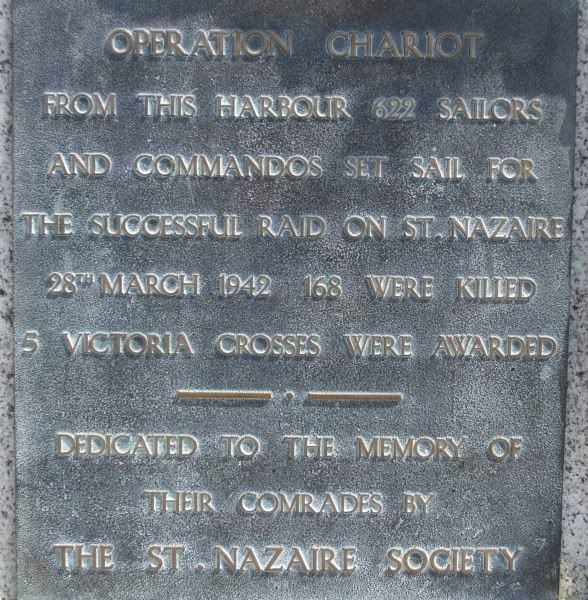 OPERATION CHARIOT
FROM THIS HARBOUR 622 SAILORS
AND COMMANDOS SET SAIL FOR
THE SUCCESSFUL RAID ON ST. NAZAIRE
28TH MARCH 1942 168 WERE KILLED
5 VICTORIA CROSSES WERE AWARDED
DEDICATED TO THE MEMORY OF
THEIR COMRADES BY
THE ST. NAZAIRE SOCIETY